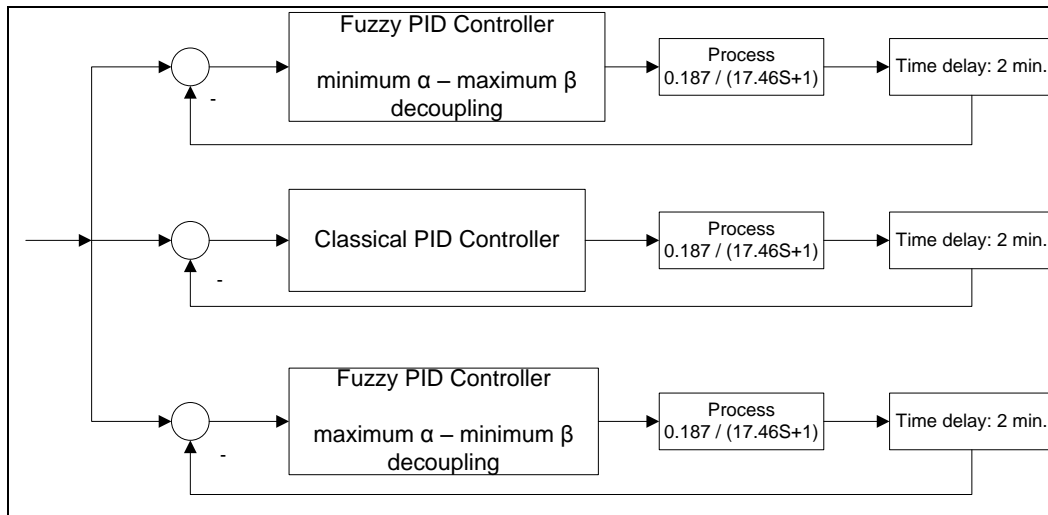 Fuzzy PID Controller
minimum α – maximum β
decoupling
Process
0.187 / (17.46S+1)
Time delay: 2 min.
-
Classical PID Controller
Process
0.187 / (17.46S+1)
Time delay: 2 min.
-
Fuzzy PID Controller
maximum α – minimum β
decoupling
Process
0.187 / (17.46S+1)
Time delay: 2 min.
-